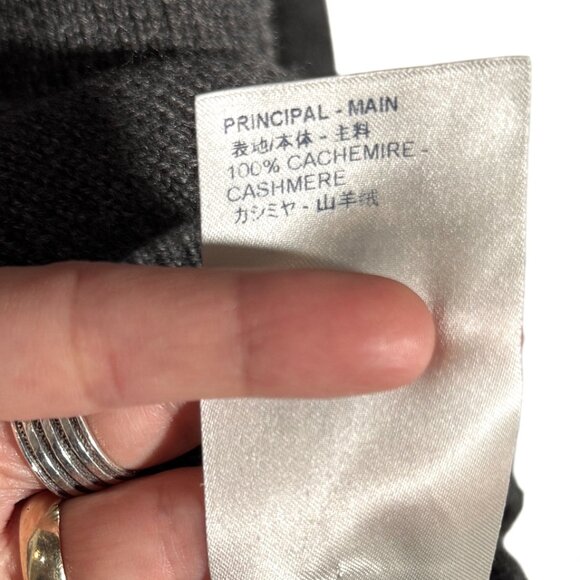 PRINCIPAL - MAIN
表地/本体 - 主料
100% CACHEMIRE -
CASHMERE
カシミヤ - 山羊绒